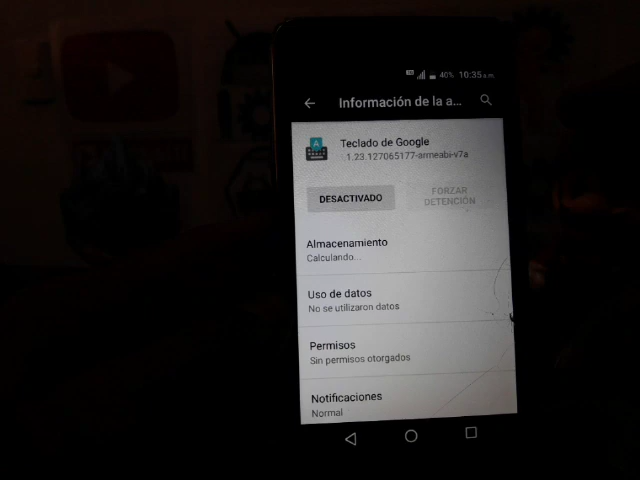 40% 10:35a.m.
Información de la a...
Teclado de Google
1.23.127065177-armeabi-v7a
DESACTIVADO
FORZAR
DETENCIÓN
Almacenamiento
Calculando...
Uso de datos
No se utilizaron datos
Permisos
Sin permisos otorgados
Notificaciones
Normal